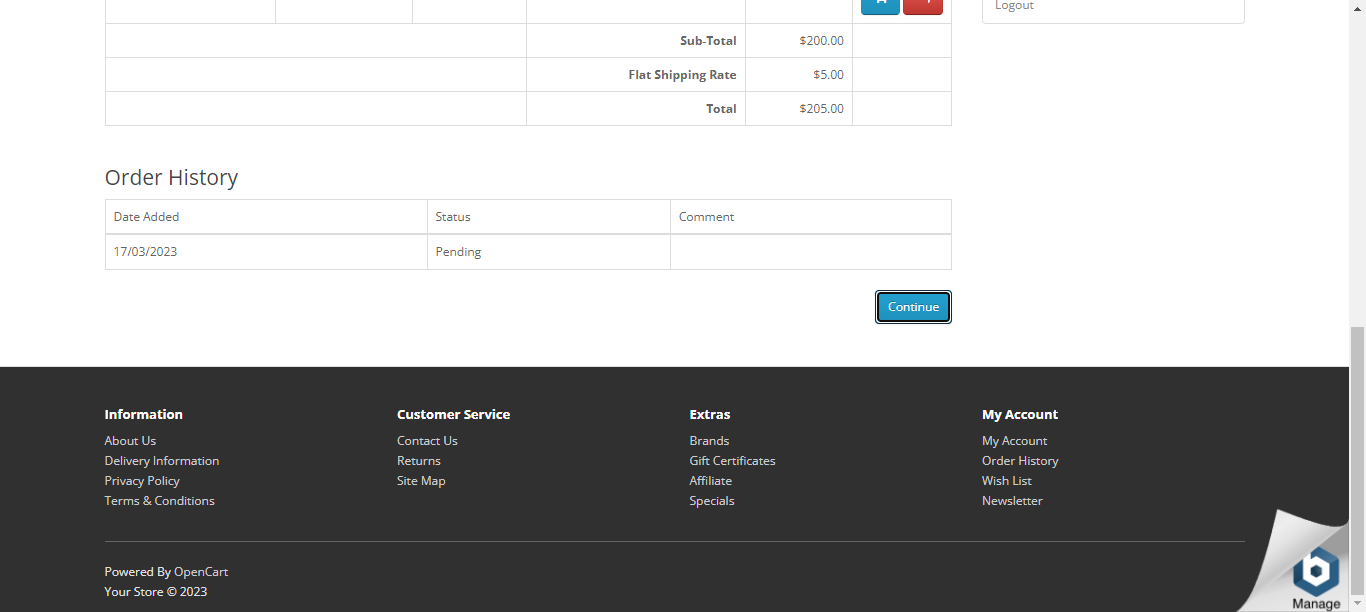 Logout
Sub-Total $200.00
Flat Shipping Rate $5.00
Total $205.00
Order History
Date Added Status Comment
17/03/2023 Pending
Continue
Information Customer Service Extras My Account
About Us Contact Us Brands My Account
Delivery Information Returns Gift Certificates Order History
Privacy Policy Site Map Affiliate Wish List
Terms & Conditions Specials Newsletter
Powered By OpenCart
Your Store © 2023
b
Manage